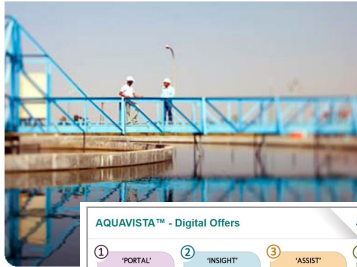 AQUAVISTA™ - Digital Offers
① ② ③
'PORTAL' 'INSIGHT' 'ASSIST'